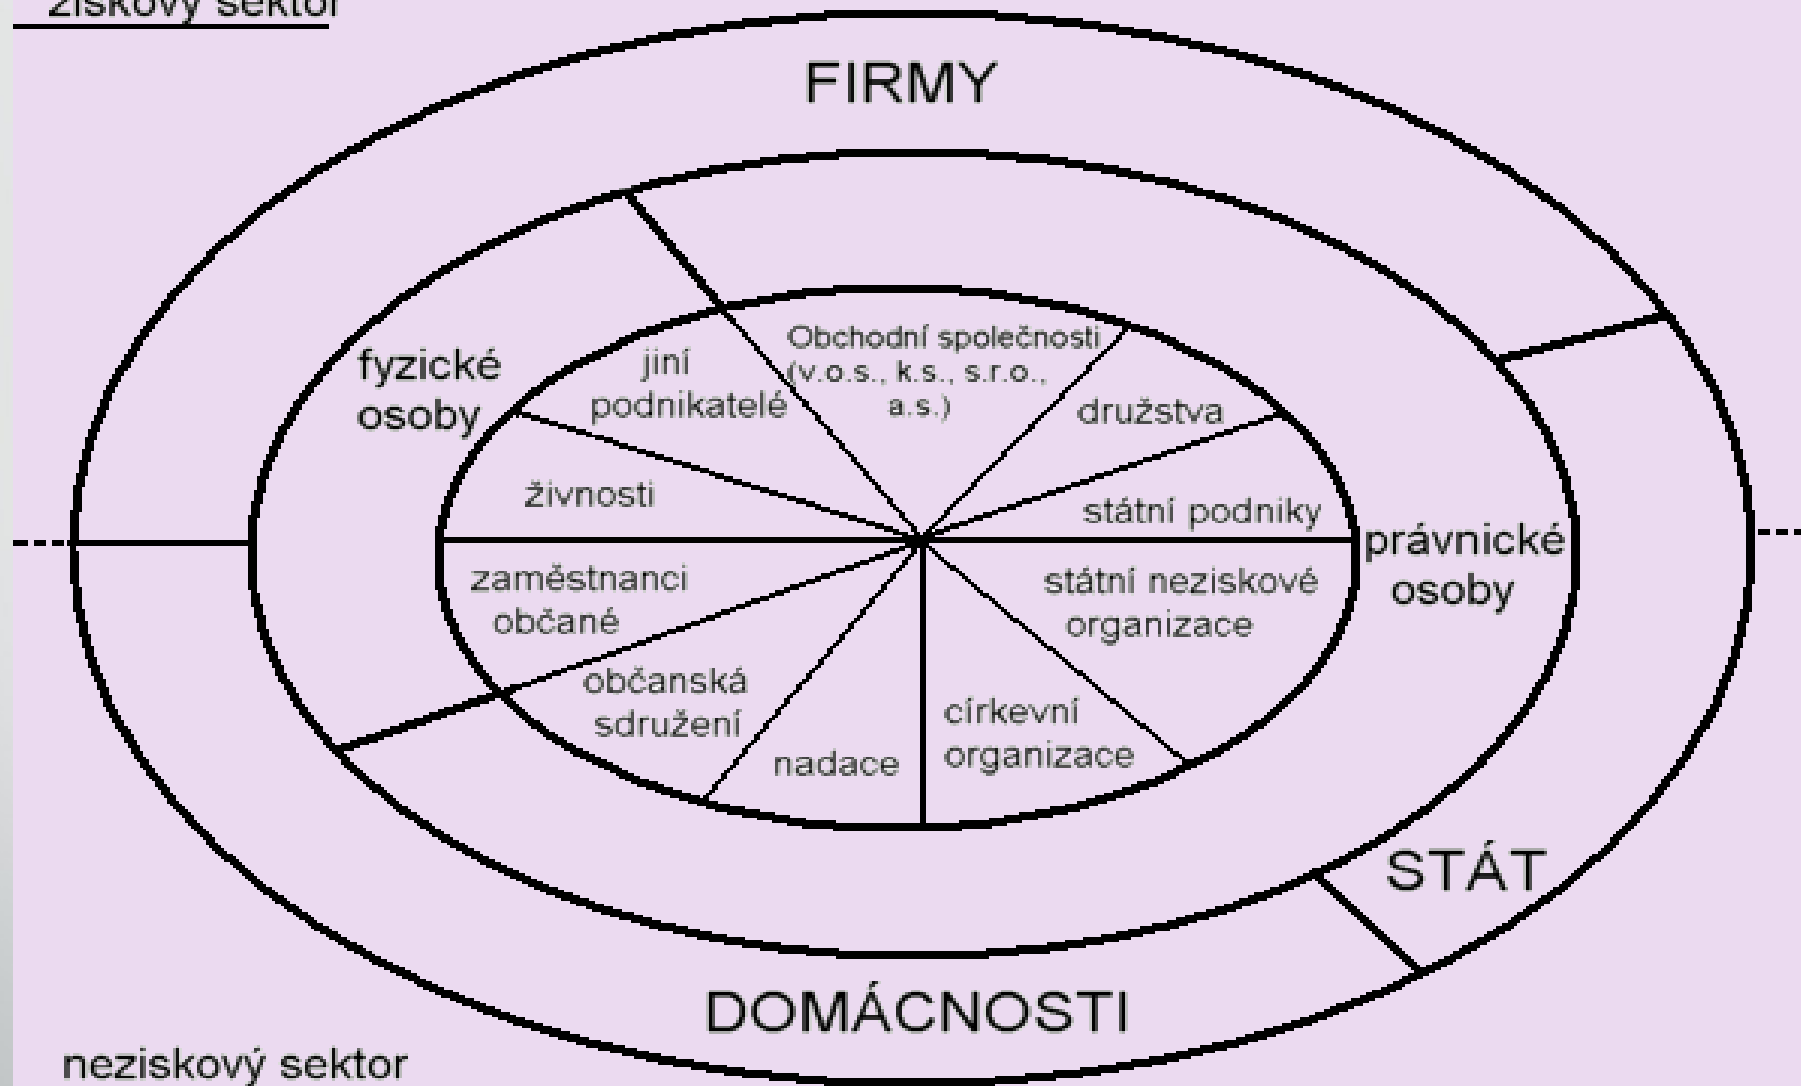 ziskový sektor
FIRMY
fyzické
osoby
jiní
podnikatelé
Obchodní společnosti
(v.o.s., k.s., s.r.o.,
a.s.)
družstva
živnosti
státní podniky
právnické
osoby
zaměstnanci
občané
státní neziskové
organizace
občanská
sdružení
nadace
církevní
organizace
STÁT
DOMÁCNOSTI
neziskový sektor